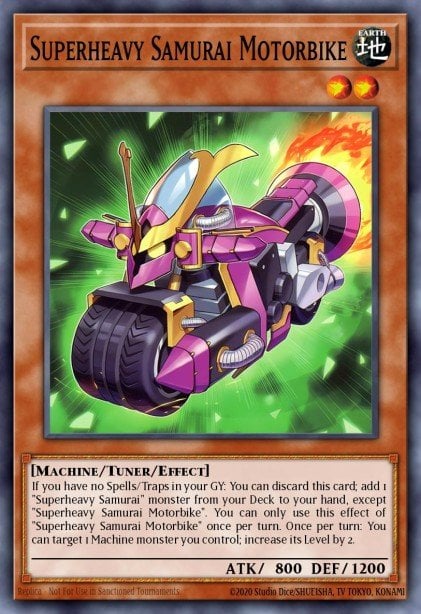 Superheavy Samurai Motorbike
EARTH
地
[Machine/Tuner/Effect]
If you have no Spells/Traps in your GY: You can discard this card; add 1
"Superheavy Samurai" monster from your Deck to your hand, except
"Superheavy Samurai Motorbike". You can only use this effect of
"Superheavy Samurai Motorbike" once per turn. Once per turn: You
can target 1 Machine monster you control; increase its Level by 2.
ATK/ 800 DEF/1200
Replica - Not For Use in Sanctioned Tournaments
©2020 Studio Dice/SHUEISHA, TV TOKYO, KONAMI